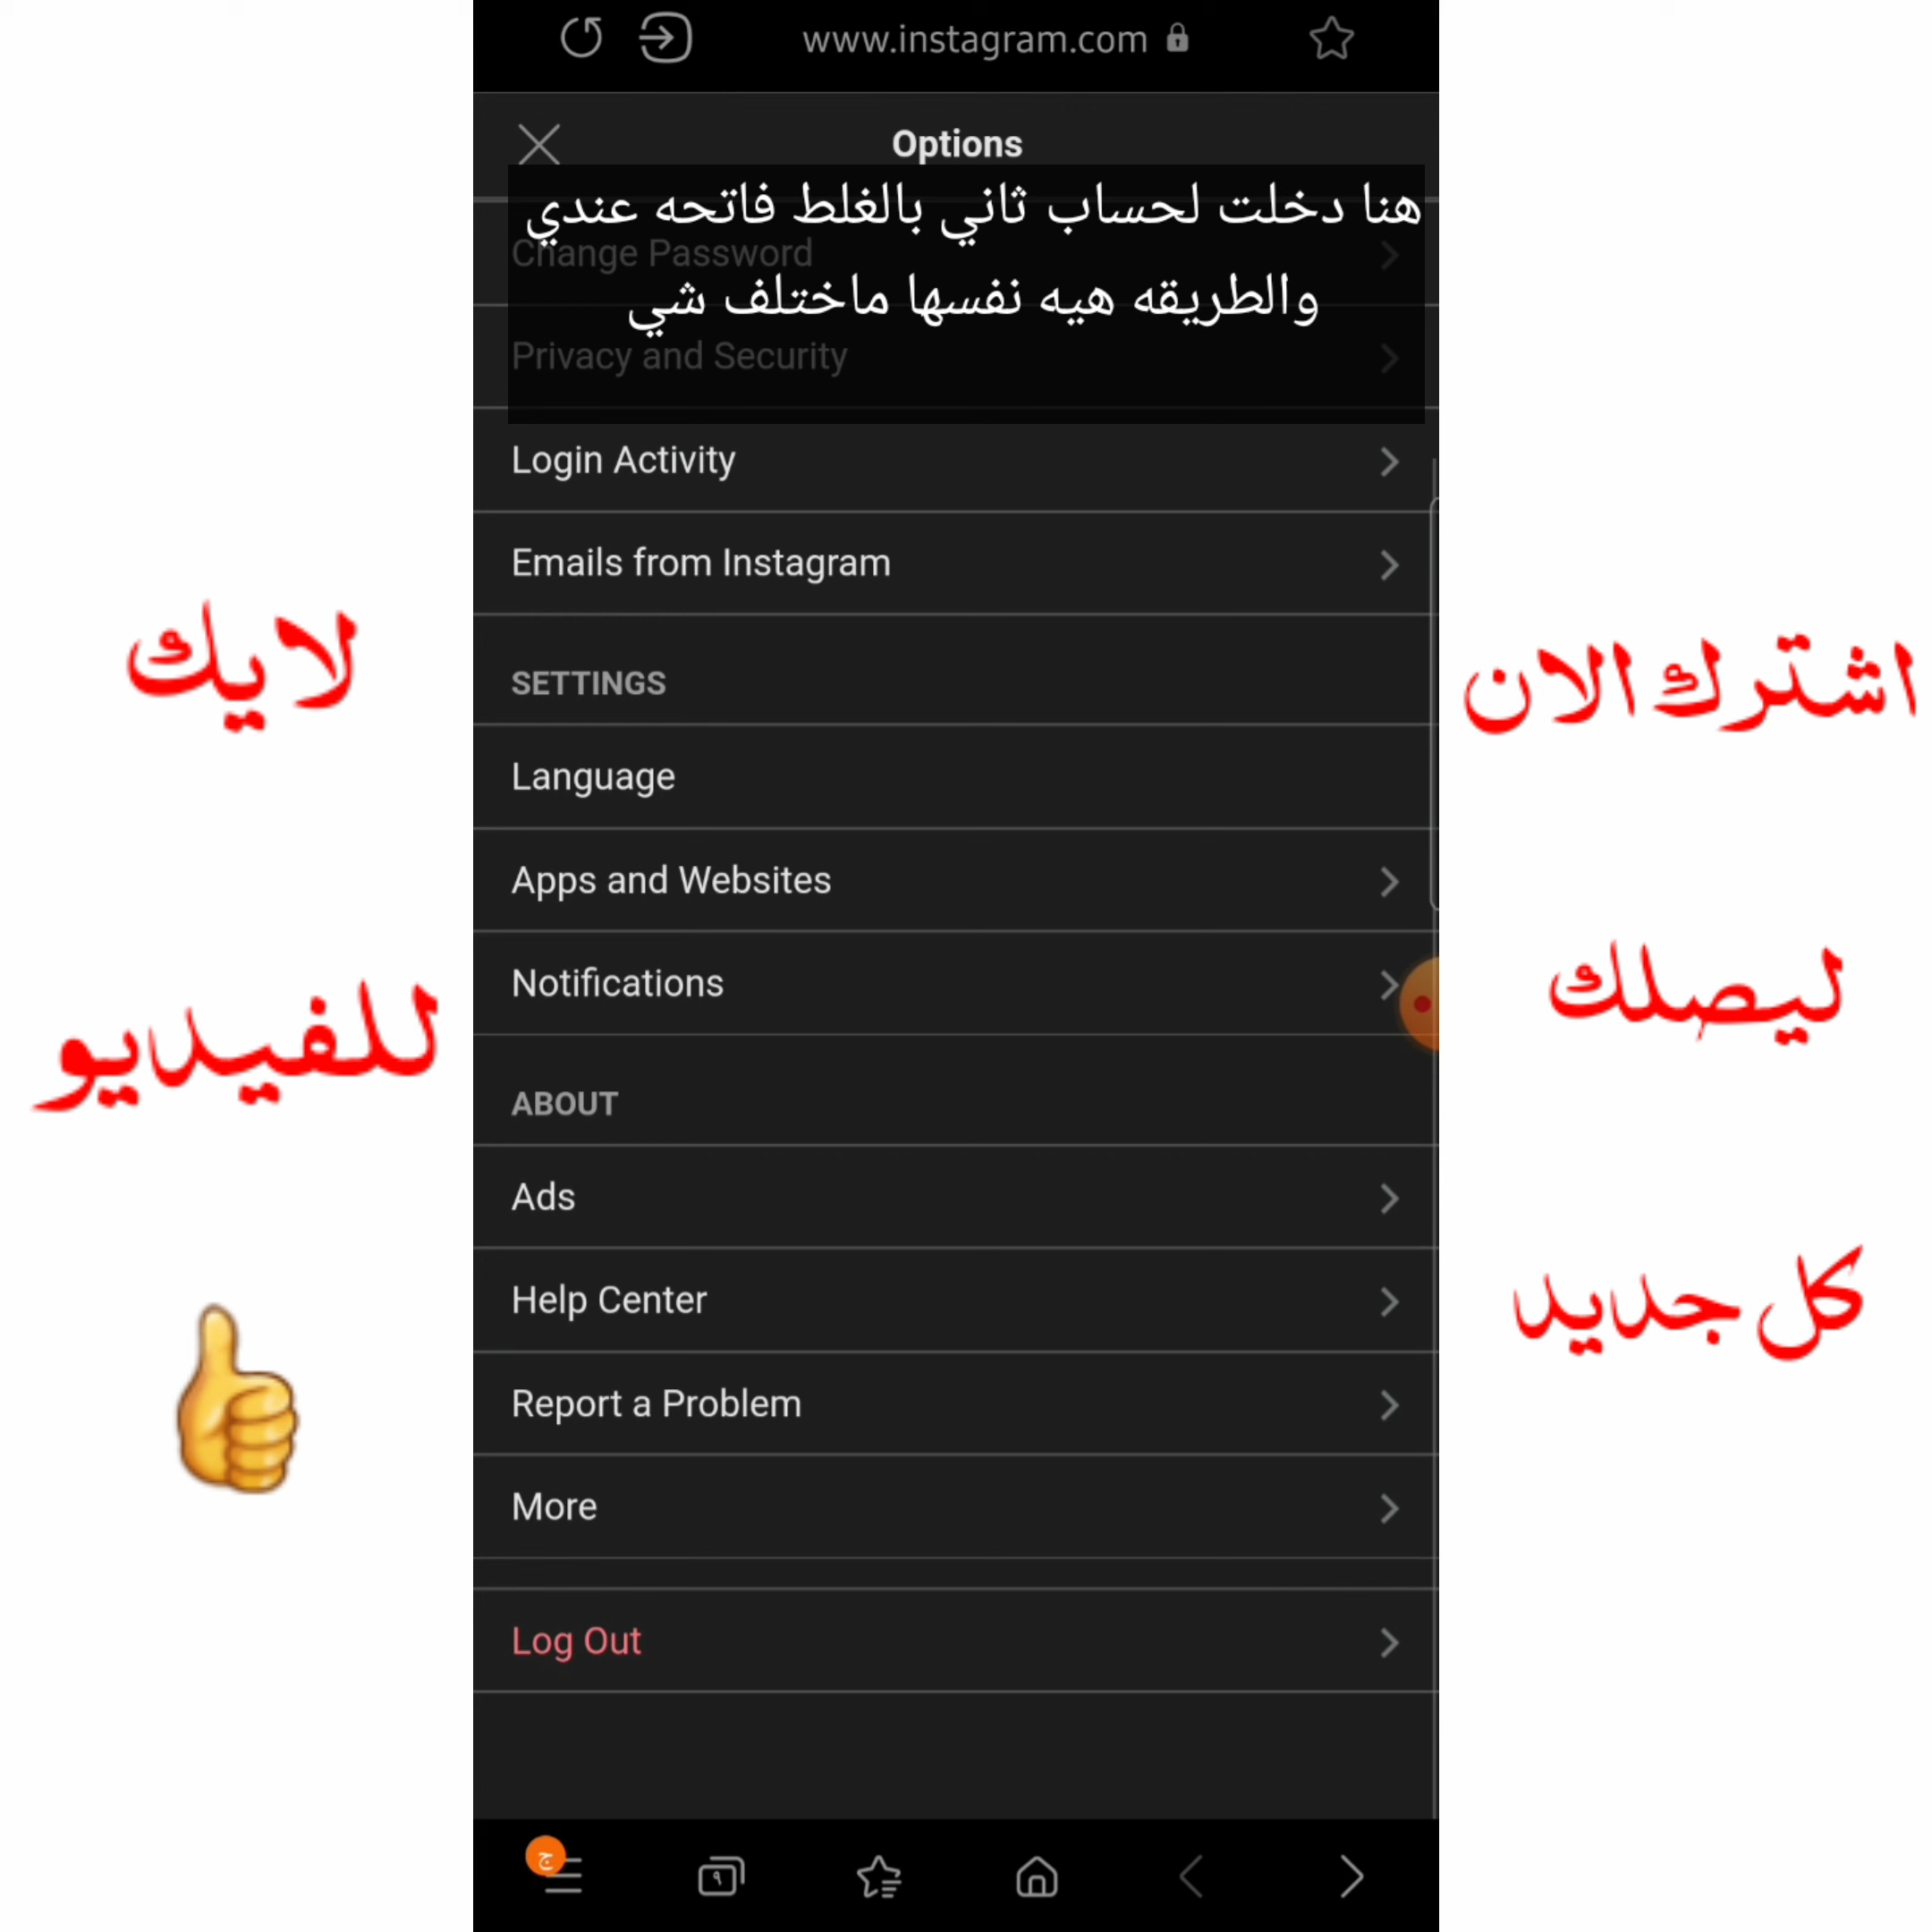 www.instagram.com
Options
هنا دخلت لحساب ثاني بالغلط فاتحه عندي
والطريقه هيه نفسها ماختلف شي
Change Password
Privacy and Security
Login Activity
Emails from Instagram
SETTINGS
Language
Apps and Websites
Notifications
ABOUT
Ads
Help Center
Report a Problem
More
Log Out
ج
٩
اشترك الان
ليصلك
كل جديد
لايك
للفيديو